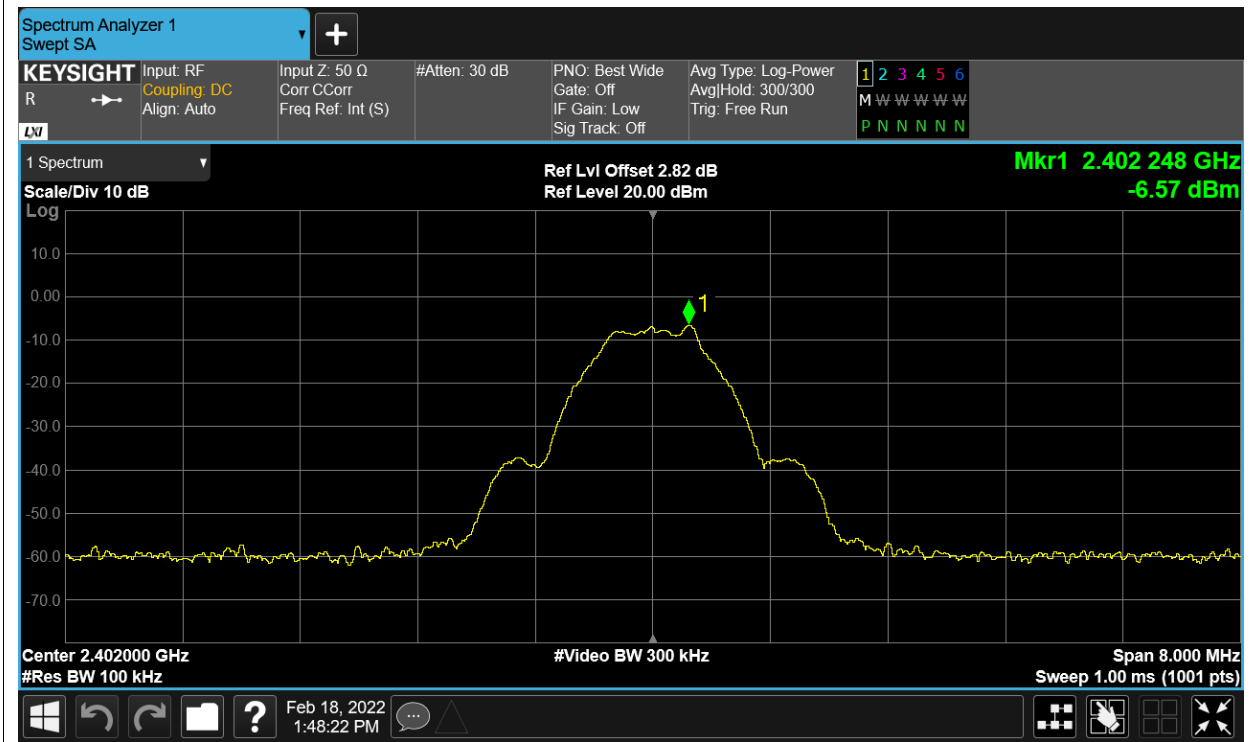 Spectrum Analyzer 1
Swept SA
+
KEYSIGHT
R
LXI
Input: RF
Coupling: DC
Align: Auto
Input Z: 50 Ω
Corr CCorr
Freq Ref: Int (S)
#Atten: 30 dB
PNO: Best Wide
Gate: Off
IF Gain: Low
Sig Track: Off
Avg Type: Log-Power
Avg|Hold: 300/300
Trig: Free Run
1 2 3 4 5 6
M W W W W W
P N N N N N
1 Spectrum
Scale/Div 10 dB
Ref Lvl Offset 2.82 dB
Ref Level 20.00 dBm
Mkr1 2.402 248 GHz
-6.57 dBm
Log
10.0
0.00
-10.0
-20.0
-30.0
-40.0
-50.0
-60.0
-70.0
1
Center 2.402000 GHz
#Res BW 100 kHz
#Video BW 300 kHz
Span 8.000 MHz
Sweep 1.00 ms (1001 pts)
?
Feb 18, 2022
1:48:22 PM